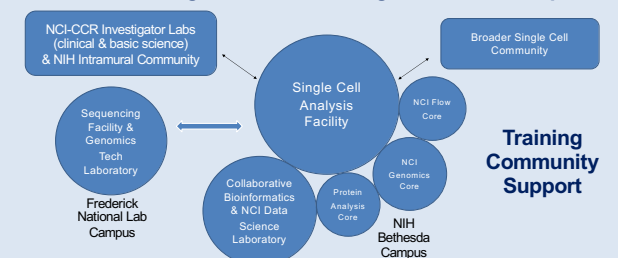 NCI-CCR Investigator Labs
(clinical & basic science)
& NIH Intramural Community
Broader Single Cell
Community
Single Cell
Analysis
Facility
NCI Flow
Core
Sequencing
Facility &
Genomics
Tech
Laboratory
Training
Community
Support
NCI
Genomics
Core
Collaborative
Bioinformatics
& NCI Data
Science
Laboratory
Protein
Analysis
Core
Frederick
National Lab
Campus
NIH
Bethesda
Campus